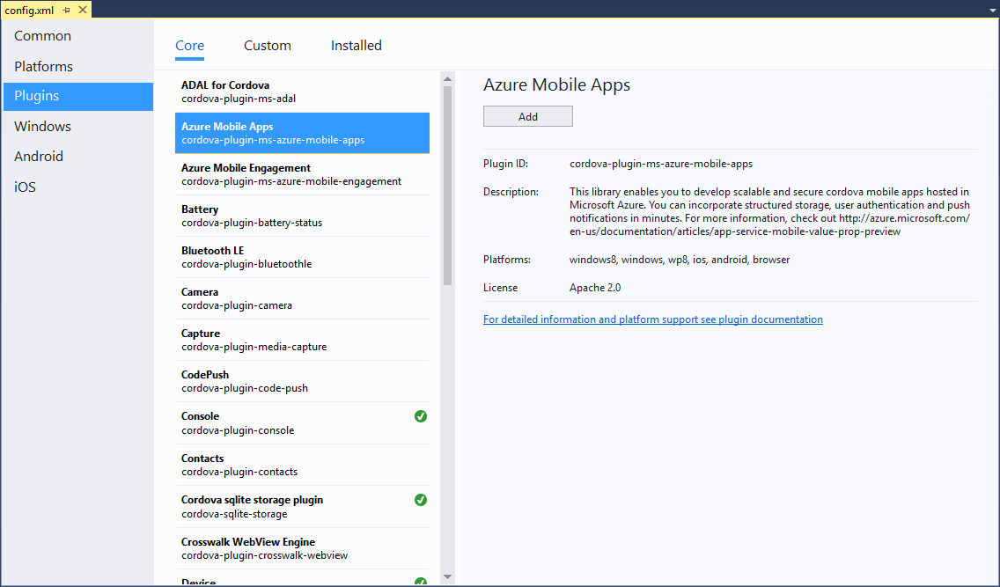 config.xml
Common
Platforms
Plugins
Windows
Android
iOS
Core
Custom
Installed
ADAL for Cordova
cordova-plugin-ms-adal
Azure Mobile Apps
cordova-plugin-ms-azure-mobile-apps
Azure Mobile Engagement
cordova-plugin-ms-azure-mobile-engagement
Battery
cordova-plugin-battery-status
Bluetooth LE
cordova-plugin-bluetoothle
Camera
cordova-plugin-camera
Capture
cordova-plugin-media-capture
CodePush
cordova-plugin-code-push
Console
cordova-plugin-console
Contacts
cordova-plugin-contacts
Cordova sqlite storage plugin
cordova-sqlite-storage
Crosswalk WebView Engine
cordova-plugin-crosswalk-webview
Device
Azure Mobile Apps
Add
Plugin ID: cordova-plugin-ms-azure-mobile-apps
Description: This library enables you to develop scalable and secure cordova mobile apps hosted in
Microsoft Azure. You can incorporate structured storage, user authentication and push
notifications in minutes. For more information, check out http://azure.microsoft.com/
en-us/documentation/articles/app-service-mobile-value-prop-preview
Platforms: windows8, windows, wp8, ios, android, browser
License Apache 2.0
For detailed information and platform support see plugin documentation